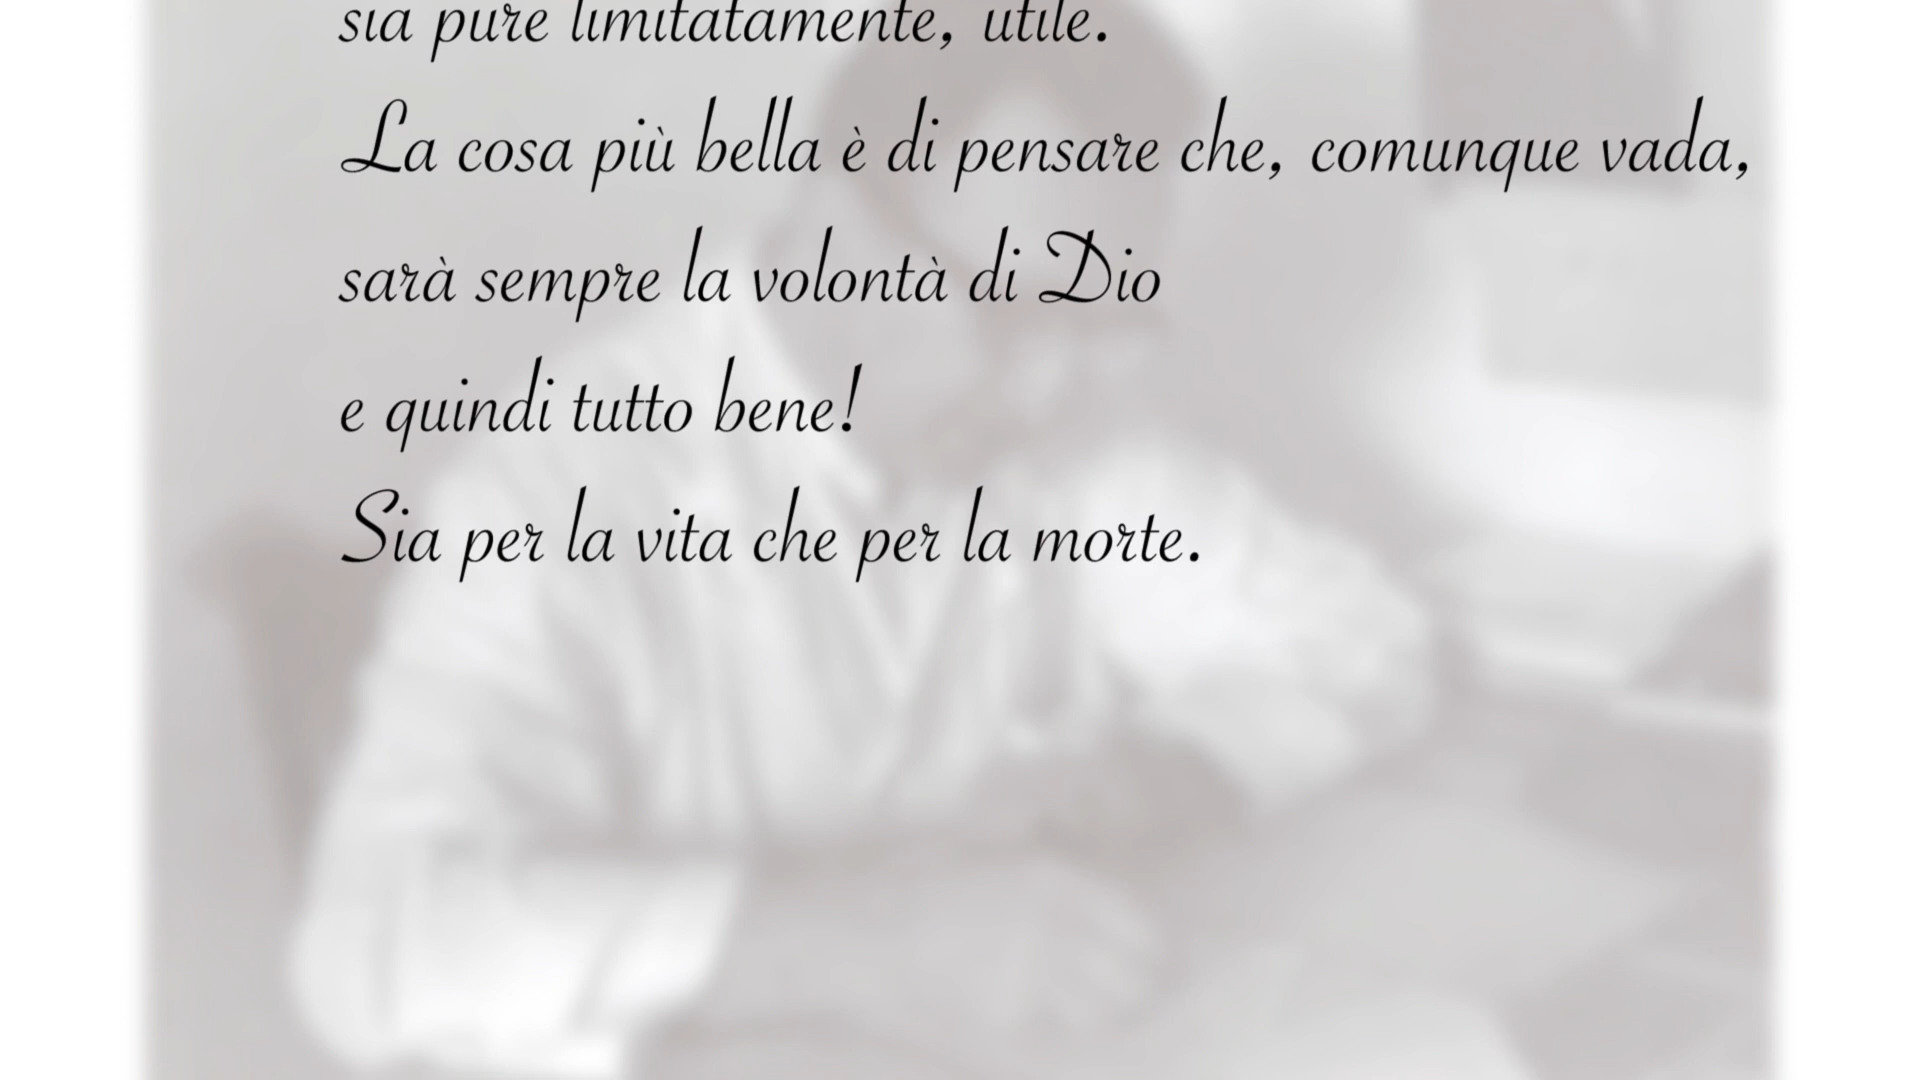 sia pure limitatamente, utile.
La cosa più bella è di pensare che, comunque vada,
sarà sempre la volontà di Dio
e quindi tutto bene!
Sia per la vita che per la morte.